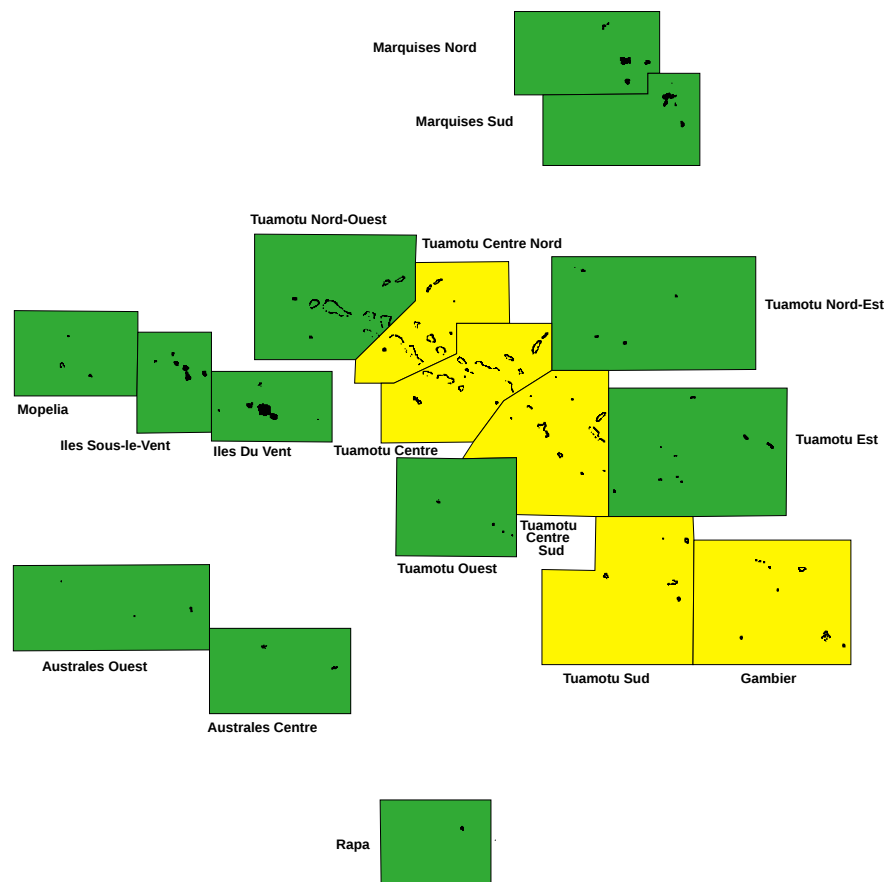 Marquises Nord
Marquises Sud
Tuamotu Nord-Ouest
Tuamotu Centre Nord
Tuamotu Nord-Est
Mopelia
Iles Sous-le-Vent
Iles Du Vent
Tuamotu Centre
Tuamotu Est
Tuamotu
Centre
Sud
Tuamotu Ouest
Australes Ouest
Tuamotu Sud
Gambier
Australes Centre
Rapa